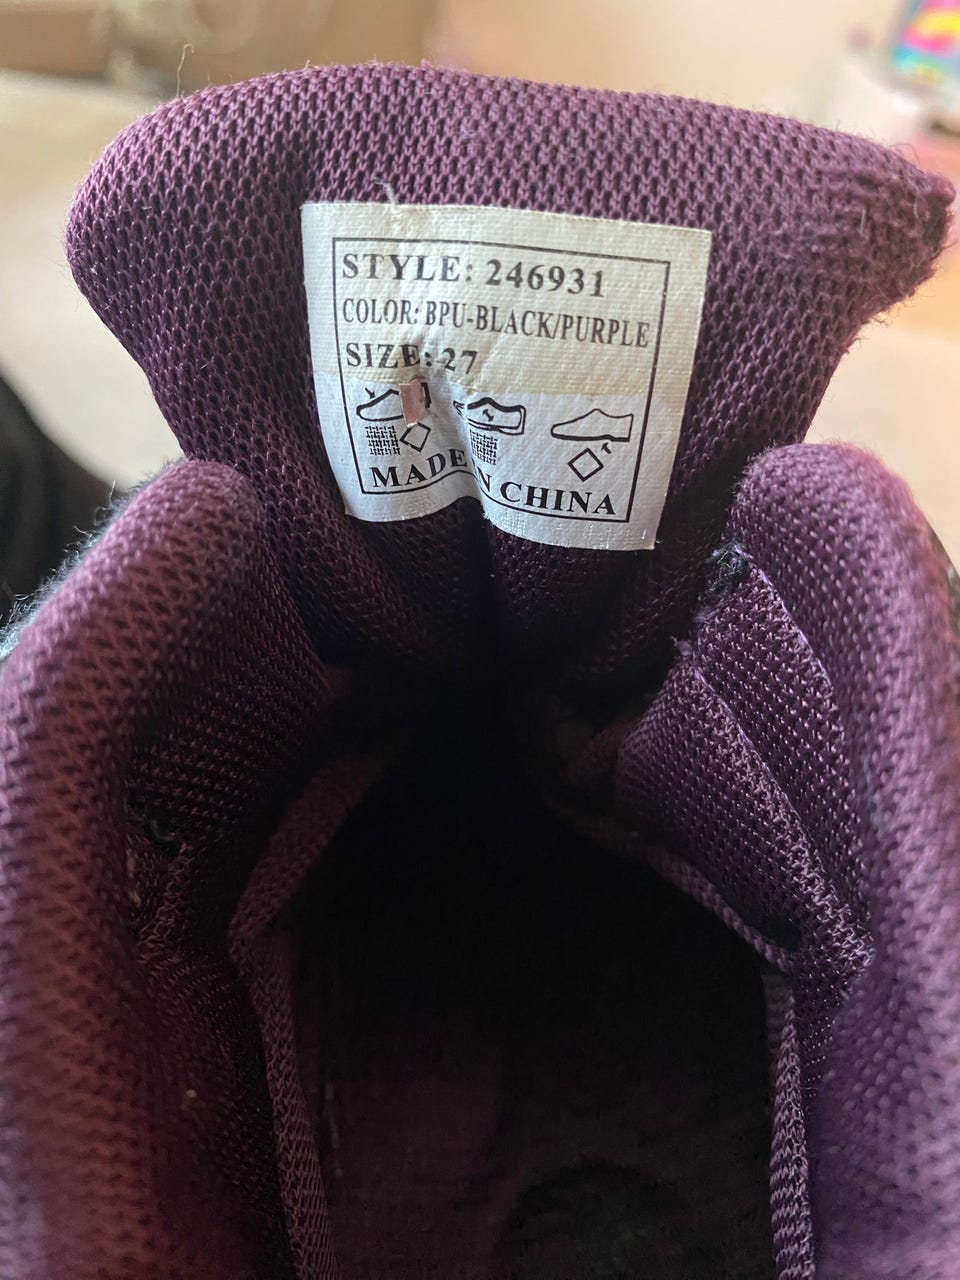 STYLE: 246931
COLOR: BPU-BLACK/PURPLE
SIZE: 27
MADE IN CHINA